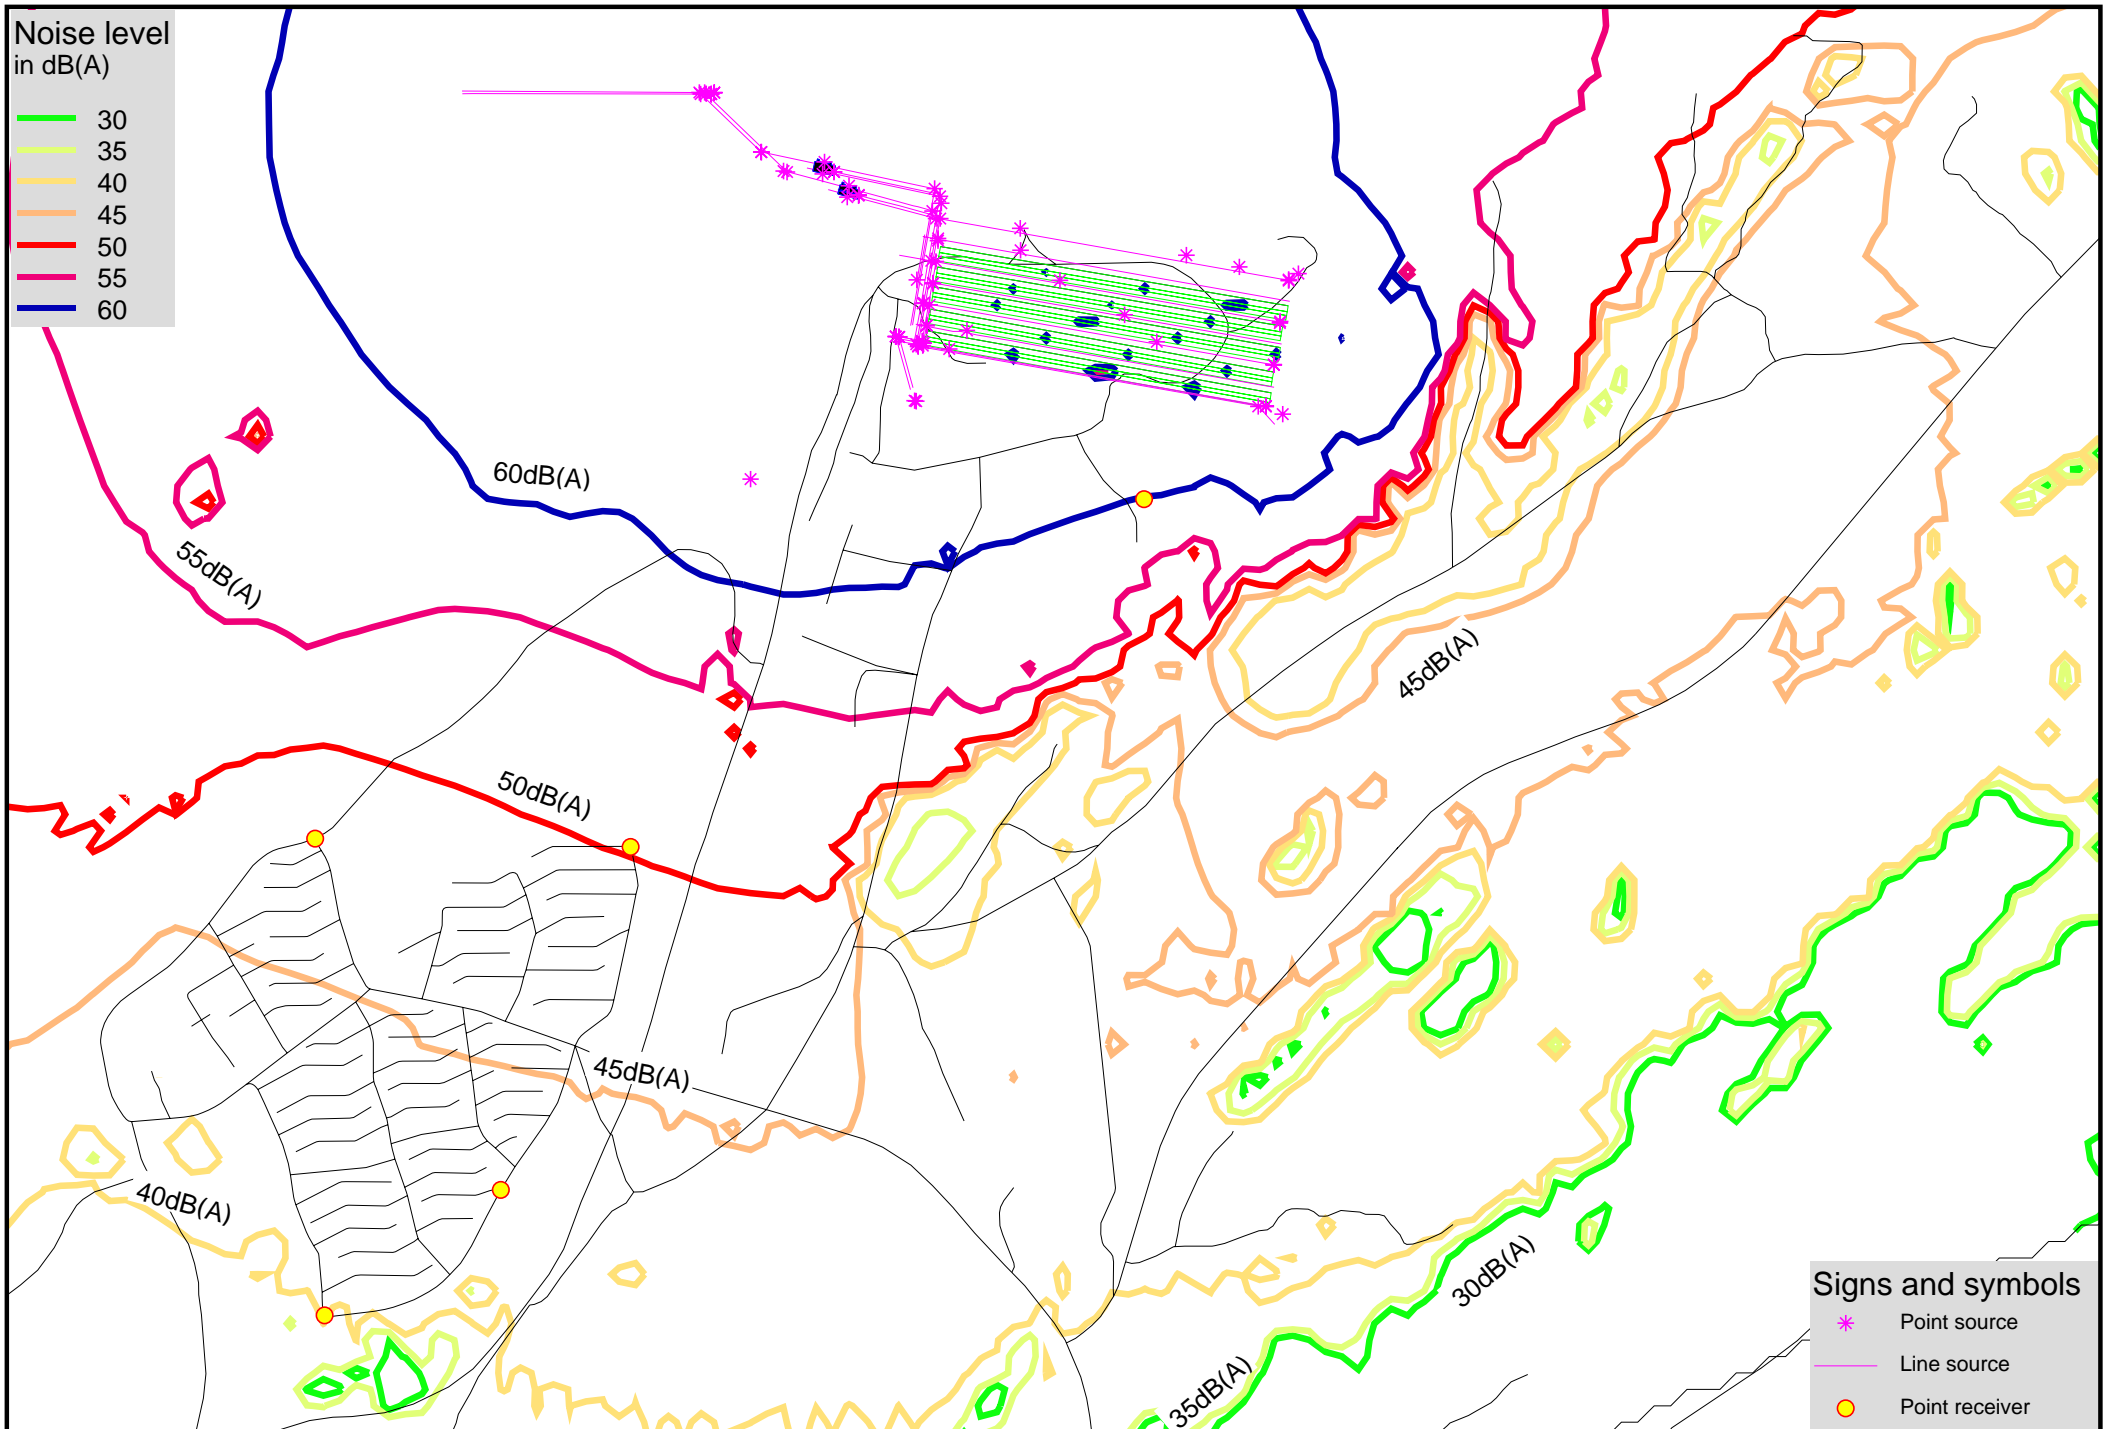 Noise level
in dB(A)
30
35
40
45
50
55
60
60dB(A)
55dB(A)
45dB(A)
50dB(A)
45dB(A)
40dB(A)
30dB(A)
35dB(A)
Signs and symbols
Point source
Line source
Point receiver